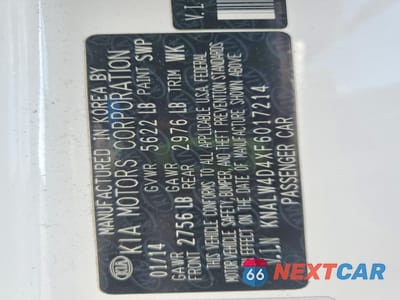 V.I.
MANUFACTURED IN KOREA BY
KIA MOTORS CORPORATION
KIA
01/14 GVWR 5622 LB PAINT SWP
GAWR FRONT 2756LB GAWR REAR 2976 LB TRIM WK
THIS VEHICLE CONFORMS TO ALL APPLICABLE U.S.A. FEDERAL
MOTOR VEHICLE SAFETY, BUMPER, AND THEFT PREVENTION STANDARDS
IN EFFECT ON THE DATE OF MANUFACTURE SHOWN ABOVE
V.I.N KNALW4D4XF6017214
PASSENGER CAR
66 NEXTCAR